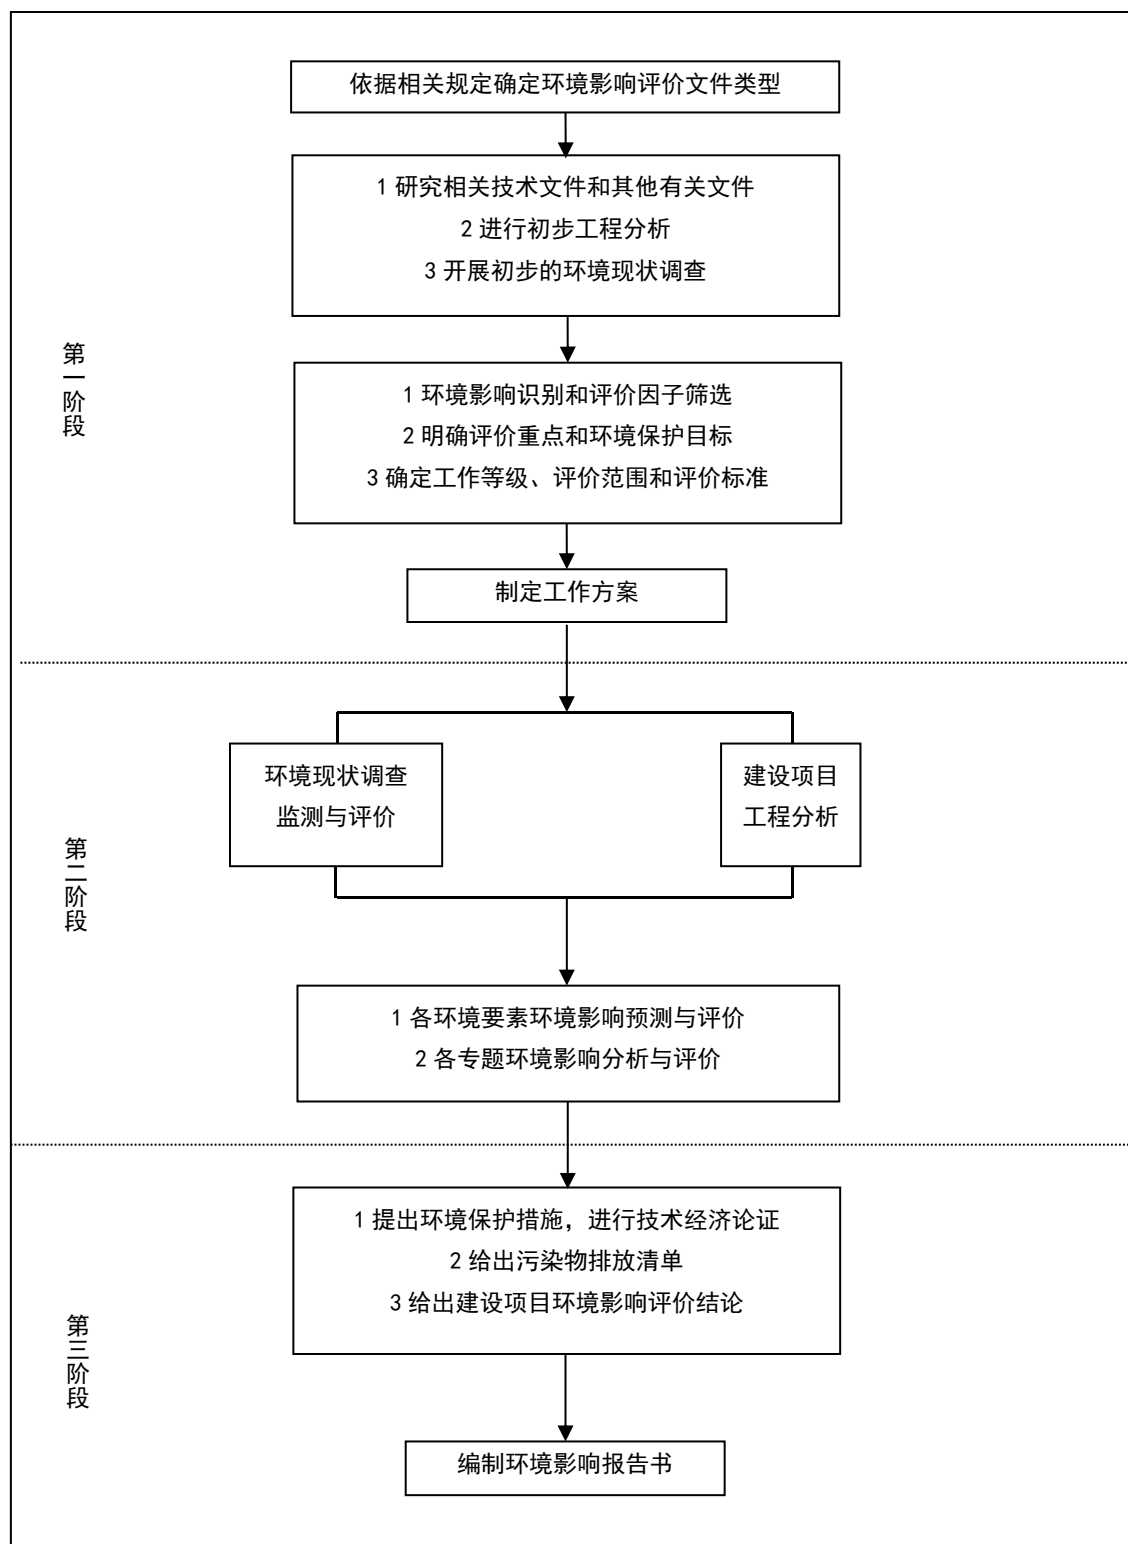 依据相关规定确定环境影响评价文件类型
1 研究相关技术文件和其他有关文件
2 进行初步工程分析
3 开展初步的环境现状调查
第一阶段
1 环境影响识别和评价因子筛选
2 明确评价重点和环境保护目标
3 确定工作等级、评价范围和评价标准
制定工作方案
环境现状调查
监测与评价
建设项目
工程分析
第二阶段
1 各环境要素环境影响预测与评价
2 各专题环境影响分析与评价
1 提出环境保护措施，进行技术经济论证
2 给出污染物排放清单
3 给出建设项目环境影响评价结论
第三阶段
编制环境影响报告书